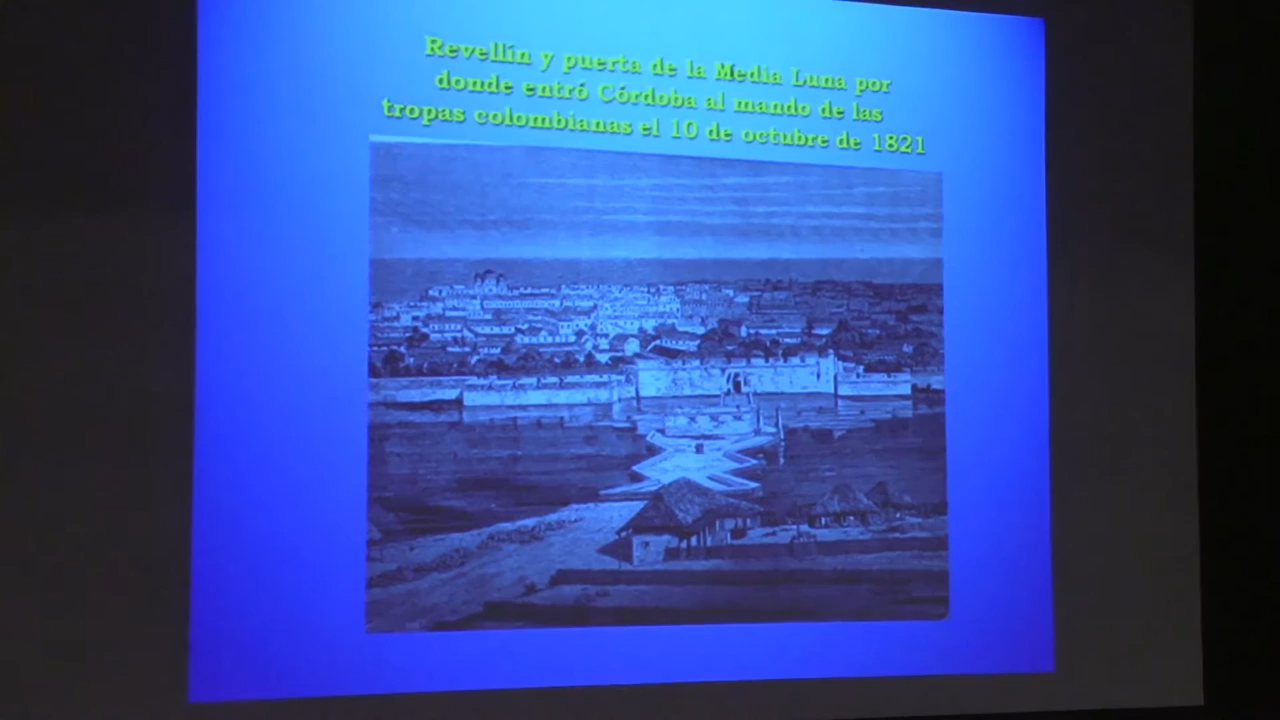 Revellín y puerta de la Media Luna por
donde entró Córdoba al mando de las
tropas colombianas el 10 de octubre de 1821